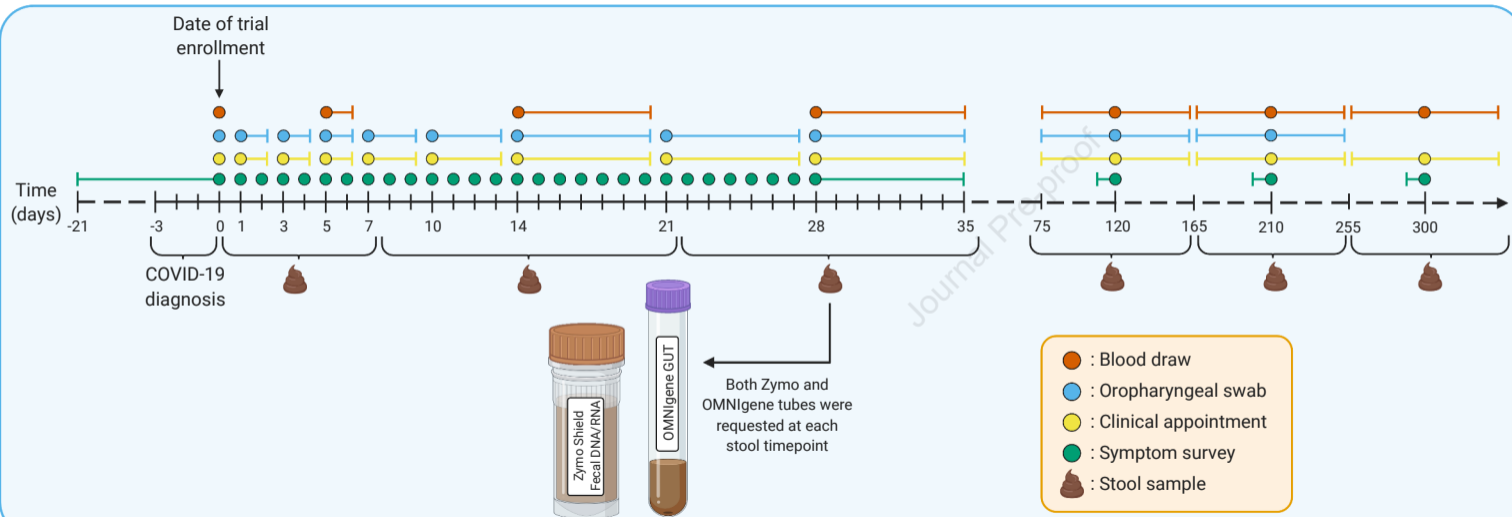 Date of trial
enrollment
Time
(days)
-21
-3
0
1
3
5
7
10
14
21
28
35
75
120
165
210
255
300
COVID-19
diagnosis
Zymo Shield
Fecal DNA/RNA
OMNIgene GUT
Both Zymo and
OMNIgene tubes were
requested at each
stool timepoint
Journal Pre-proof
: Blood draw
: Oropharyngeal swab
: Clinical appointment
: Symptom survey
: Stool sample